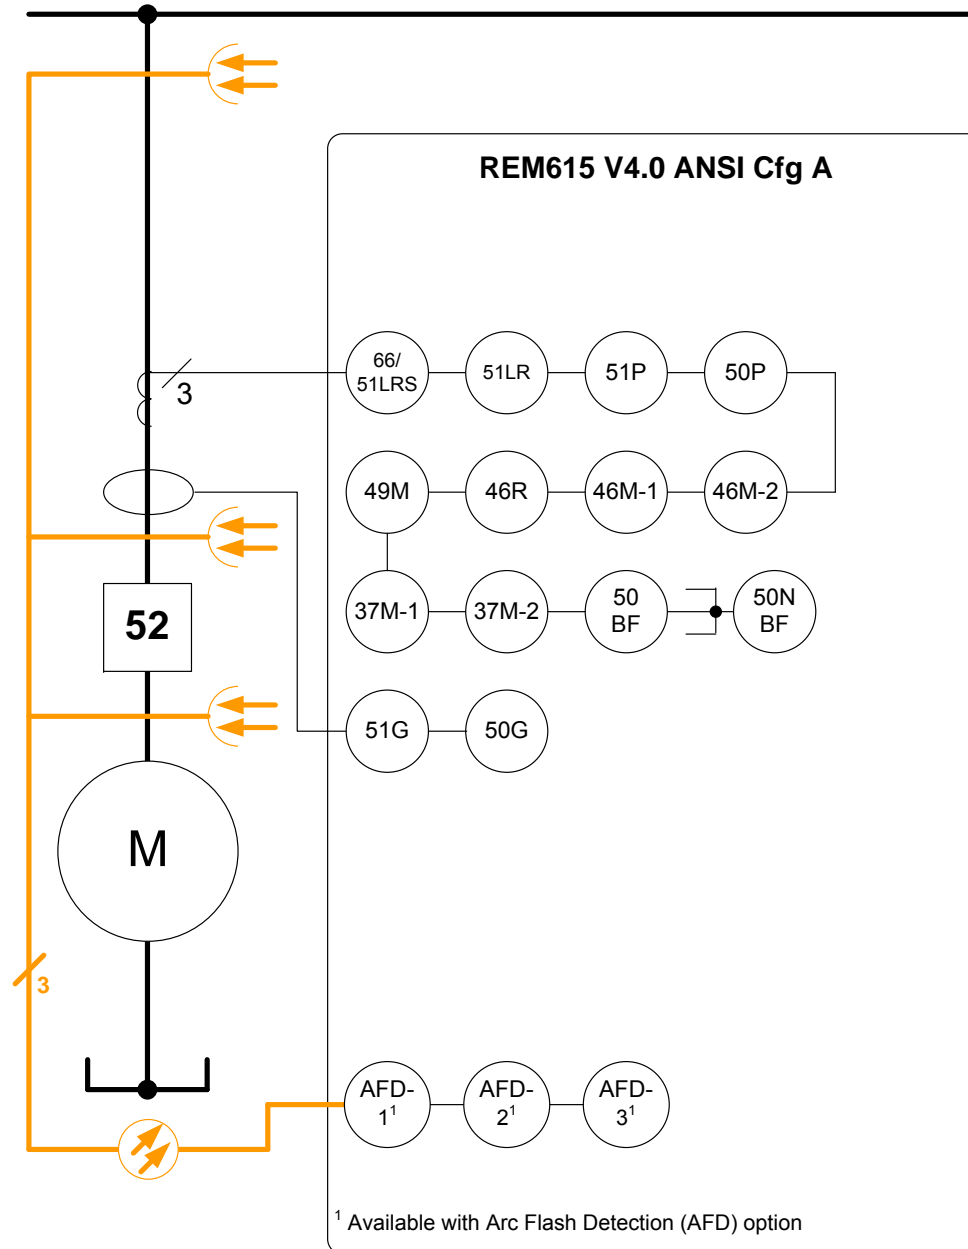 REM615 V4.0 ANSI Cfg A
3
66/
51LRS
51LR
51P
50P
49M
46R
46M-1
46M-2
52
37M-1
37M-2
50
BF
50N
BF
51G
50G
M
3
AFD-
1¹
AFD-
2¹
AFD-
3¹
¹ Available with Arc Flash Detection (AFD) option